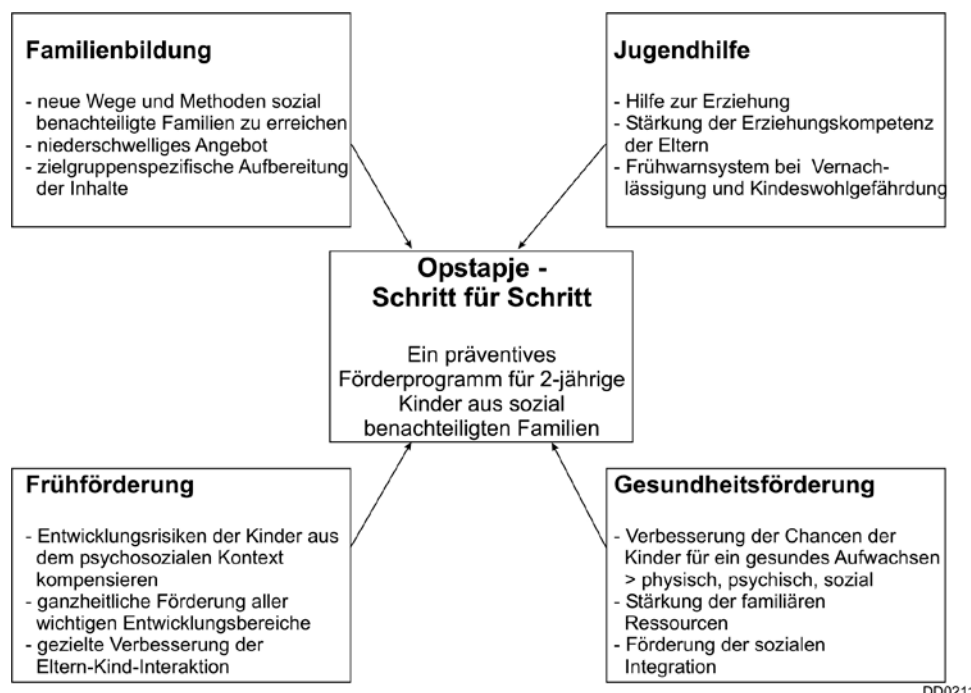 Familienbildung
- neue Wege und Methoden sozial
benachteiligte Familien zu erreichen
- niederschwelliges Angebot
- zielgruppenspezifische Aufbereitung
der Inhalte
Jugendhilfe
- Hilfe zur Erziehung
- Stärkung der Erziehungskompetenz
der Eltern
- Frühwarnsystem bei Vernach-
lässigung und Kindeswohlgefährdung
Opstapje -
Schritt für Schritt
Ein präventives
Förderprogramm für 2-jährige
Kinder aus sozial
benachteiligten Familien
Frühförderung
- Entwicklungsrisiken der Kinder aus
dem psychosozialen Kontext
kompensieren
- ganzheitliche Förderung aller
wichtigen Entwicklungsbereiche
- gezielte Verbesserung der
Eltern-Kind-Interaktion
Gesundheitsförderung
- Verbesserung der Chancen der
Kinder für ein gesundes Aufwachsen
> physisch, psychisch, sozial
- Stärkung der familiären
Ressourcen
- Förderung der sozialen
Integration